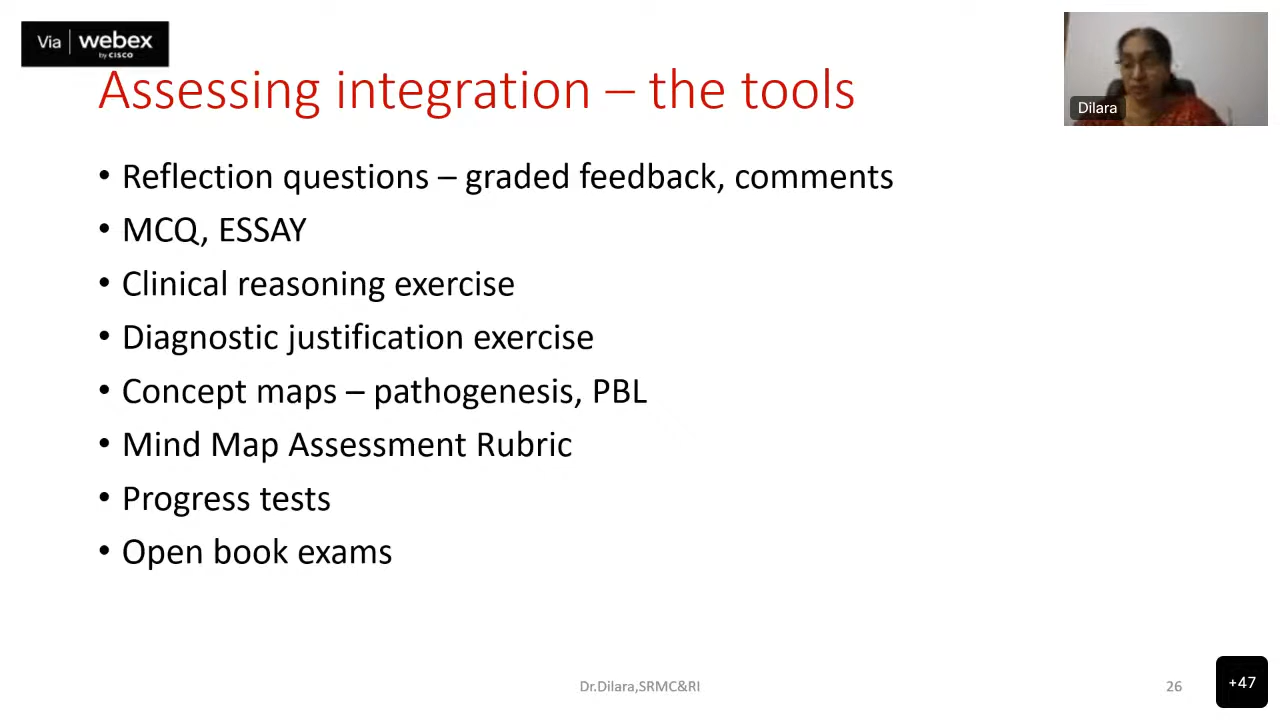 Via webex
by CISCO
Assessing integration – the tools
Dilara
• Reflection questions – graded feedback, comments
• MCQ, ESSAY
• Clinical reasoning exercise
• Diagnostic justification exercise
• Concept maps – pathogenesis, PBL
• Mind Map Assessment Rubric
• Progress tests
• Open book exams
Dr.Dilara,SRMC&RI
26
+47